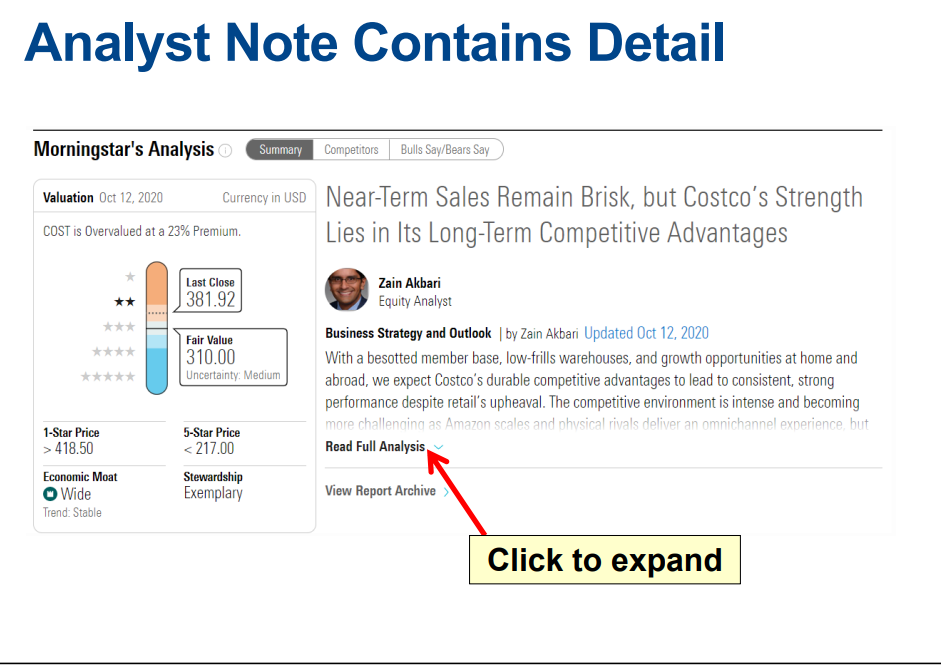 Analyst Note Contains Detail
Morningstar's Analysis
Summary
Competitors
Bulls Say/Bears Say
Valuation Oct 12, 2020
Currency in USD
COST is Overvalued at a 23% Premium.
★
★★
★★★
★★★★
★★★★★
Last Close
381.92
Fair Value
310.00
Uncertainty: Medium
1-Star Price
> 418.50
5-Star Price
< 217.00
Economic Moat
Wide
Trend: Stable
Stewardship
Exemplary
Near-Term Sales Remain Brisk, but Costco's Strength
Lies in Its Long-Term Competitive Advantages
Zain Akbari
Equity Analyst
Business Strategy and Outlook | by Zain Akbari Updated Oct 12, 2020
With a besotted member base, low-frills warehouses, and growth opportunities at home and
abroad, we expect Costco's durable competitive advantages to lead to consistent, strong
performance despite retail's upheaval. The competitive environment is intense and becoming
more challenging as Amazon scales and physical rivals deliver an omnichannel experience, but
Read Full Analysis
View Report Archive
Click to expand